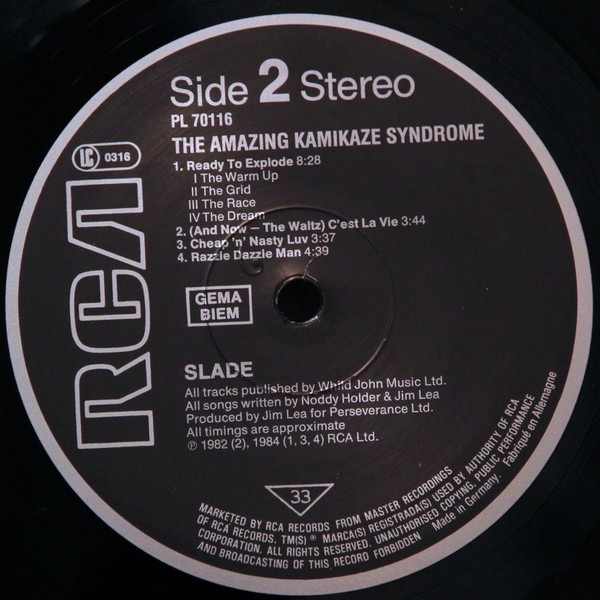 Side 2 Stereo
PL 70116
THE AMAZING KAMIKAZE SYNDROME
LC 0316
1. Ready To Explode 8:28
I The Warm Up
II The Grid
III The Race
IV The Dream
2. (And Now – The Waltz) C'est La Vie 3:44
3. Cheap 'n' Nasty Luv 3:37
4. Razzle Dazzle Man 4:39
RCA
GEMA
BIEM
SLADE
All tracks published by Whild John Music Ltd.
All songs written by Noddy Holder & Jim Lea
Produced by Jim Lea for Perseverance Ltd.
All timings are approximate
℗ 1982 (2), 1984 (1, 3, 4) RCA Ltd.
33
MARKETED BY RCA RECORDS FROM MASTER RECORDINGS
OF RCA RECORDS. TM(S) ® MARCA(S) REGISTRADA(S) USED BY AUTHORITY OF RCA
CORPORATION. ALL RIGHTS RESERVED. UNAUTHORISED COPYING, PUBLIC PERFORMANCE
AND BROADCASTING OF THIS RECORD FORBIDDEN Made in Germany. Fabriqué en Allemagne